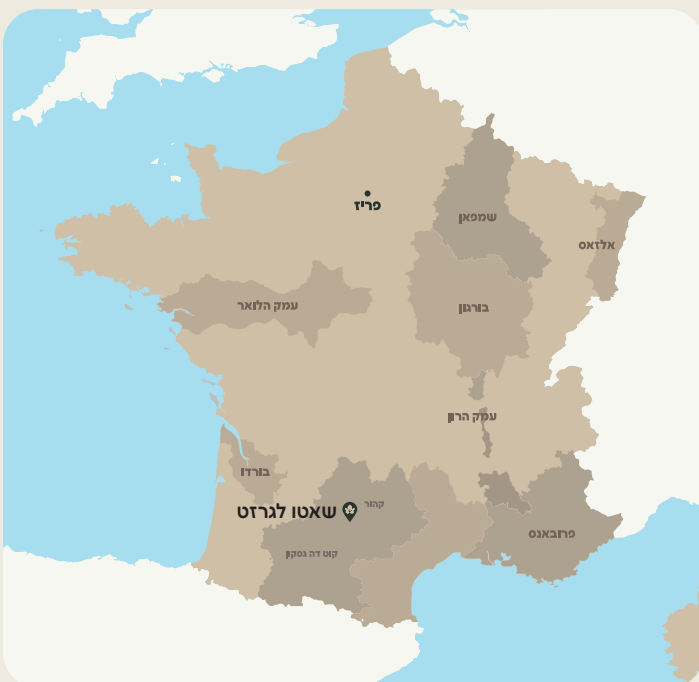 פריז
שמפאן
אלזאס
עמק הלואר
בורגון
עמק הרון
בורדו
קהור
שאטו לגרזט
פרובאנס
קוט דה גסקון